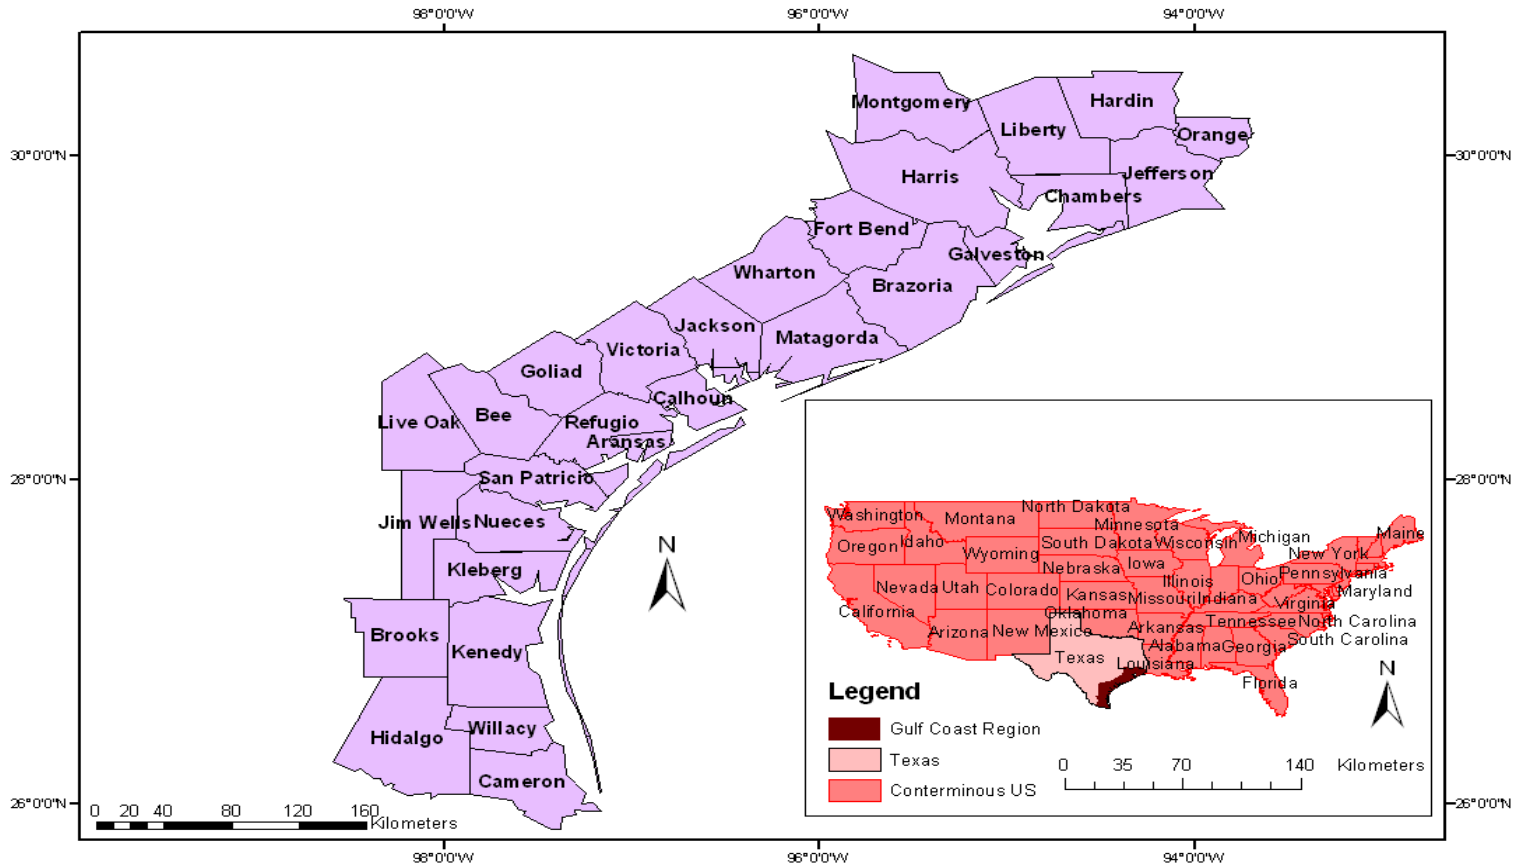 98°0'0"W 96°0'0"W 94°0'0"W
Montgomery
Hardin
Liberty
Orange
30°0'0"N 30°0'0"N
Harris
Jefferson
Chambers
Fort Bend
Galveston
Wharton
Brazoria
Jackson
Matagorda
Victoria
Goliad
Calhoun
Live Oak
Bee
Refugio
Aransas
San Patricio
28°0'0"N 28°0'0"N
Jim Wells
Nueces
Kleberg
N
Brooks
Kenedy
Willacy
Hidalgo
Cameron
0 20 40 80 120 160
Kilometers
26°0'0"N 26°0'0"N
98°0'0"W 96°0'0"W 94°0'0"W
Washington
Montana
North Dakota
Minnesota
Michigan
Maine
Oregon
Idaho
South Dakota
Wisconsin
New York
Wyoming
Nebraska
Iowa
Illinois
Ohio
Pennsylvania
Nevada
Utah
Colorado
Kansas
Missouri
Indiana
Virginia
Maryland
California
Oklahoma
Arkansas
Tennessee
North Carolina
South Carolina
Arizona
New Mexico
Alabama
Georgia
Texas
Louisiana
Florida
N
Legend
Gulf Coast Region
Texas
Conterminous US
0 35 70 140 Kilometers